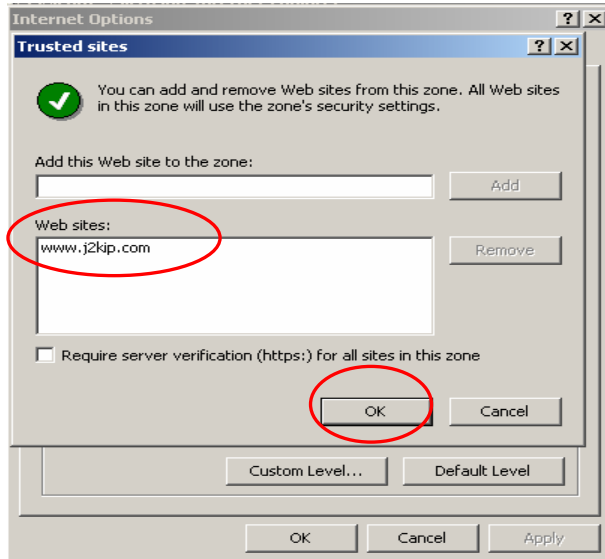 Internet Options
Trusted sites
You can add and remove Web sites from this zone. All Web sites
in this zone will use the zone's security settings.
Add this Web site to the zone:
Add
Web sites:
www.j2kip.com
Remove
Require server verification (https:) for all sites in this zone
OK
Cancel
Custom Level...
Default Level
OK
Cancel
Apply